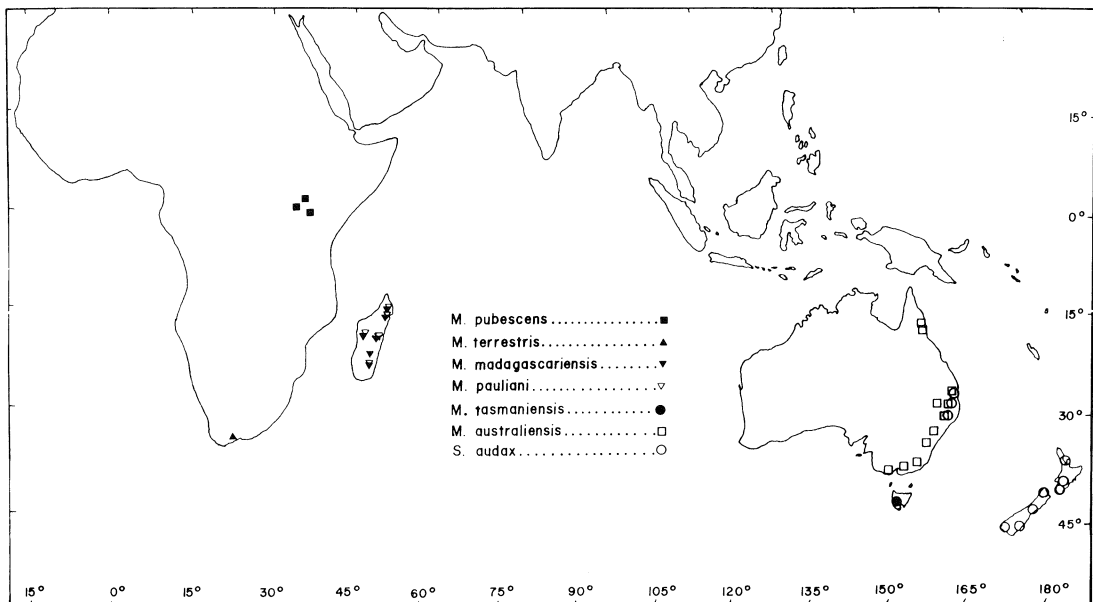 M. pubescens.............
M. terrestris.............
M. madagascariensis.......
M. pauliani...............
M. tasmaniensis...........
M. australiensis..........
S. audax..................
15°
0°
15°
30°
45°
15° 0° 15° 30° 45° 60° 75° 90° 105° 120° 135° 150° 165° 180°